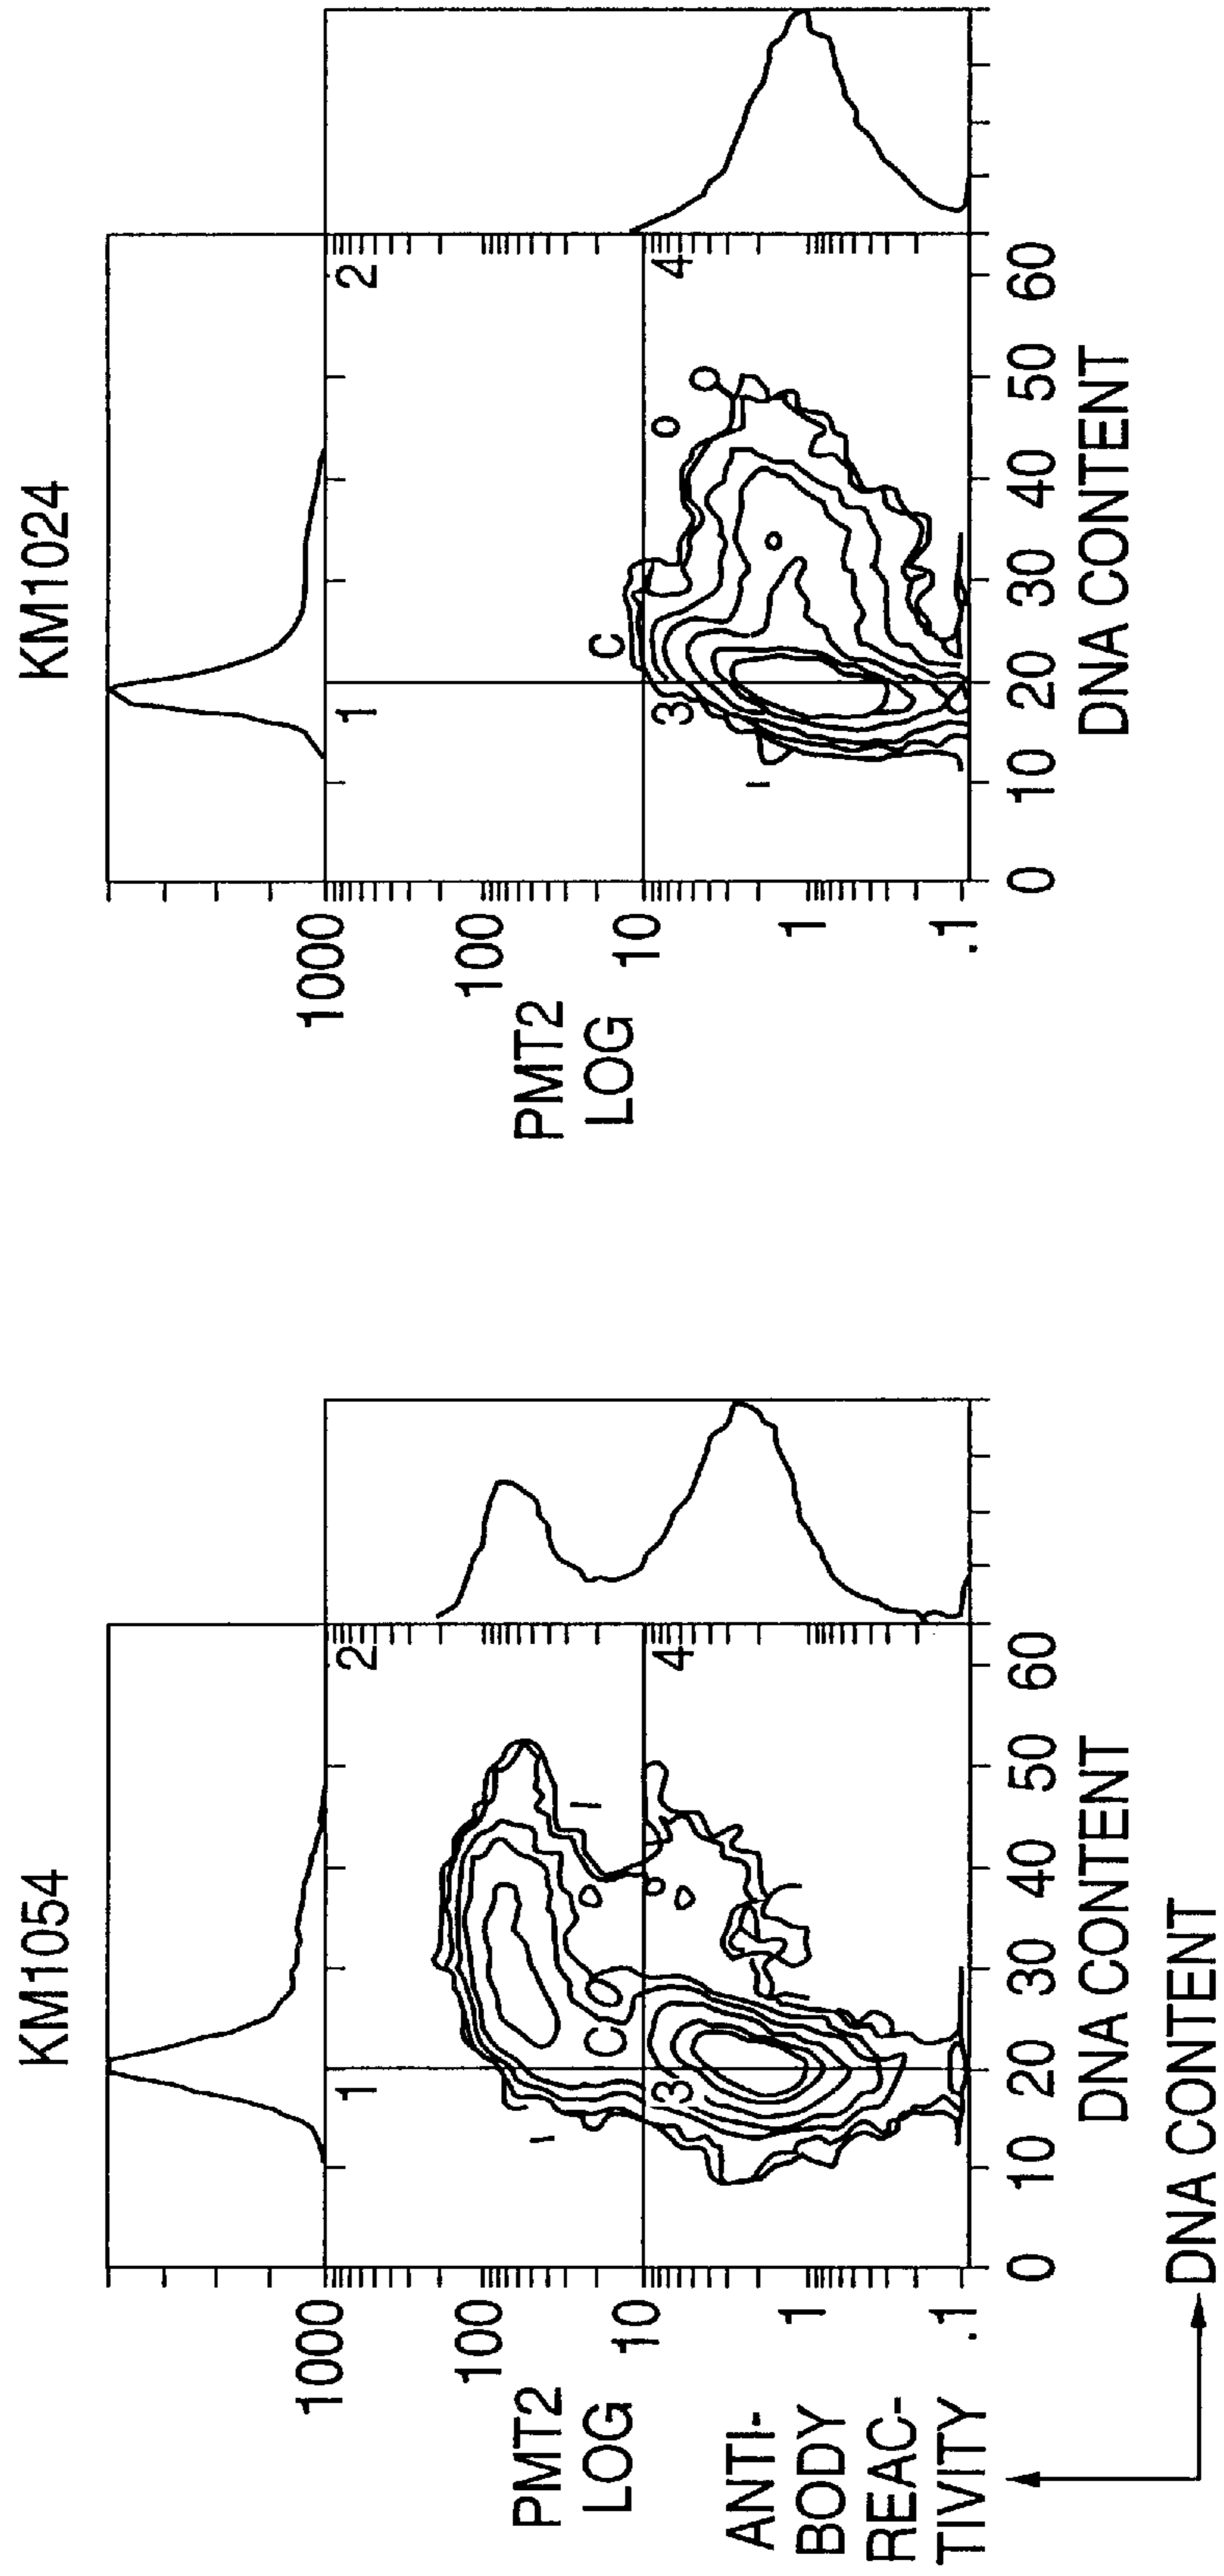 KM1054
1000
100
10
1
.1
PMT2
LOG
ANTI-
BODY
REAC-
TIVITY
1
2
3
4
C
0 10 20 30 40 50 60
DNA CONTENT
DNA CONTENT
KM1024
1000
100
10
1
.1
PMT2
LOG
1
2
3
4
C
0 10 20 30 40 50 60
DNA CONTENT